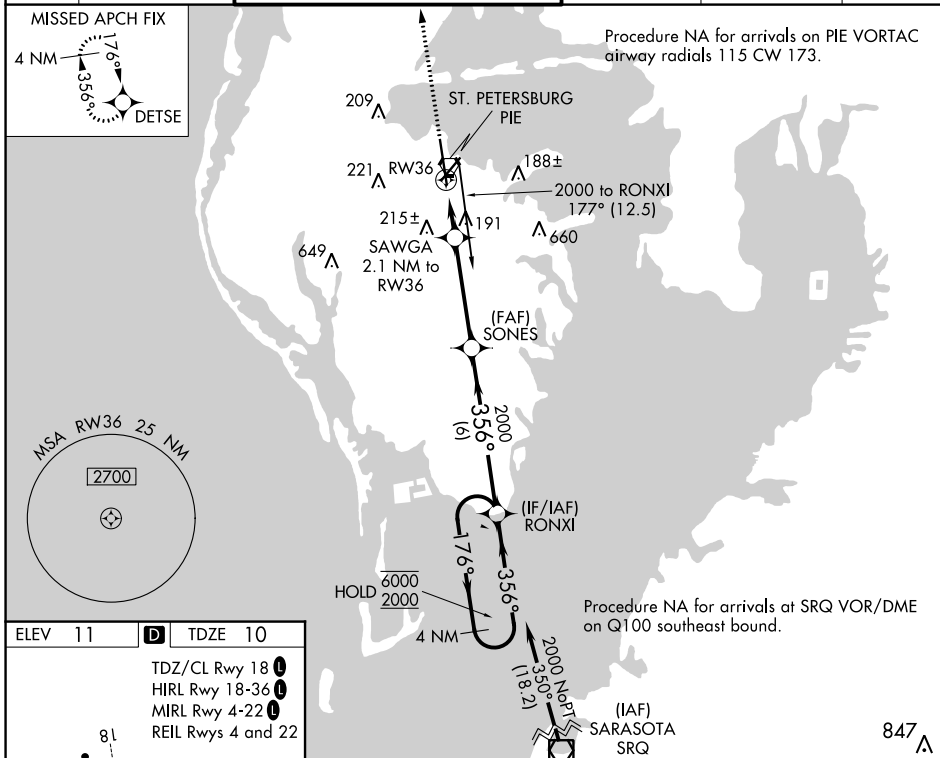 MISSED APCH FIX
4 NM
176°
356°
DETSE
Procedure NA for arrivals on PIE VORTAC
airway radials 115 CW 173.
209
ST. PETERSBURG
PIE
221
RW36
188±
2000 to RONXI
177° (12.5)
215±
191
660
649
SAWGA
2.1 NM to
RW36
(FAF)
SONES
2000
356°
(6)
MSA RW36 25 NM
2700
(IF/IAF)
RONXI
176°
356°
HOLD
6000
2000
4 NM
Procedure NA for arrivals at SRQ VOR/DME
on Q100 southeast bound.
2000 NoPT
350°
(18.2)
(IAF)
SARASOTA
SRQ
847
ELEV 11 D TDZE 10
TDZ/CL Rwy 18 L
HIRL Rwy 18-36 L
MIRL Rwy 4-22 L
REIL Rwys 4 and 22
18